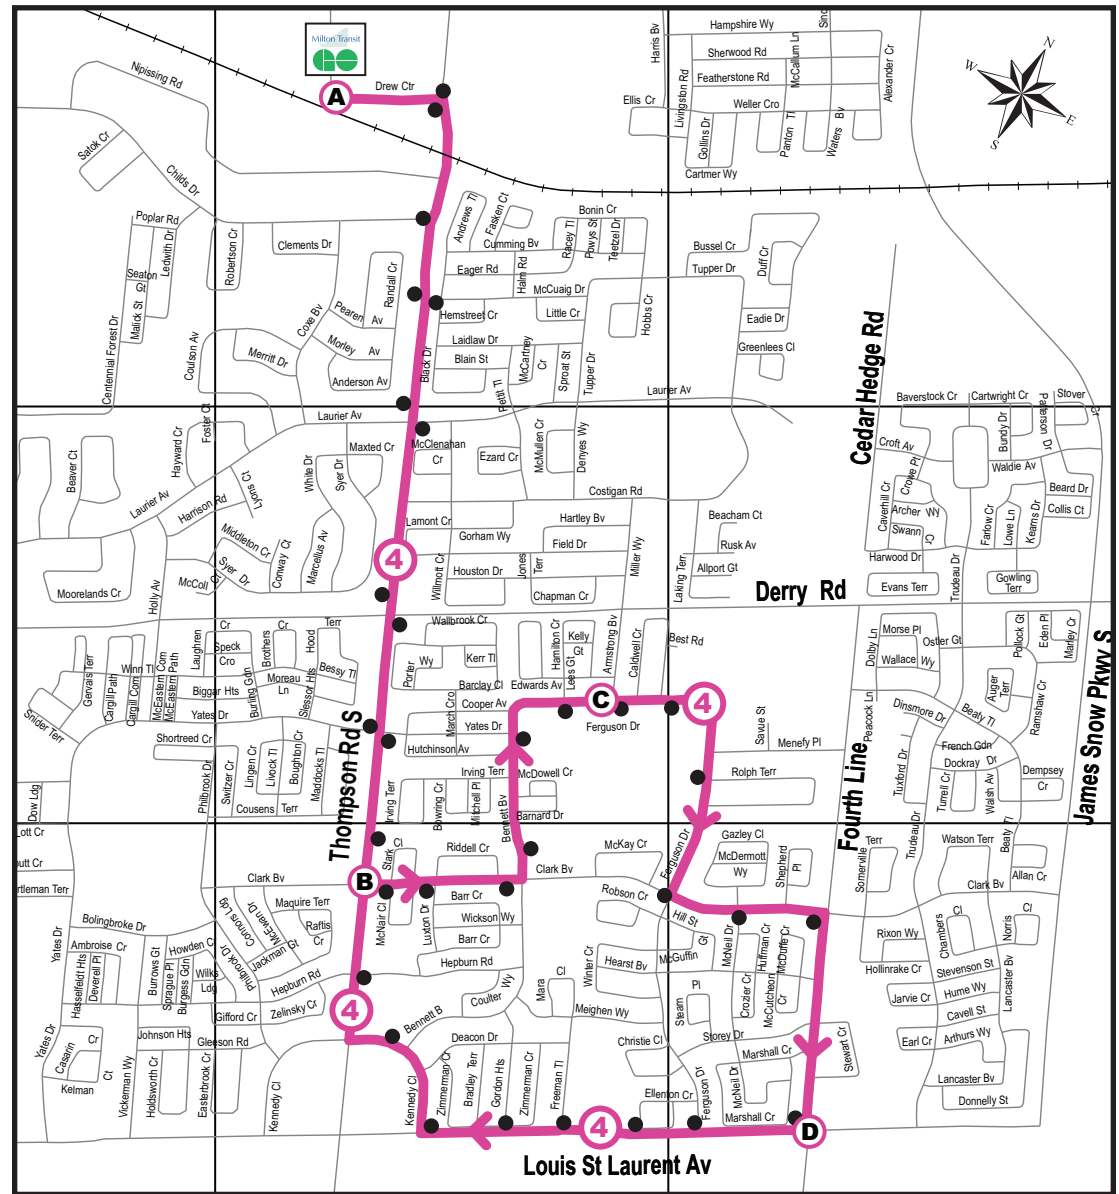 Milton Transit
GO
A
Drew Ctr
Nipissing Rd
Satok Cr
Childs Dr
Harris Bv
Hampshire Wy
Sherwood Rd
Featherstone Rd
McCallum Ln
Alexander Cr
Ellis Cr
Livingston Rd
Weller Cro
Gollins Dr
Panton Tl
Waters Bv
Cartmer Wy
N
W
E
S
Poplar Rd
Ledwith Dr
Seaton
Gt
Malick St
Centennial Forest Dr
Robertson Cr
Clements Dr
Randall Cr
Coxe Bv
Pearen
Av
Morley
Av
Coulson Av
Merritt Dr
Anderson Av
Andrews Tl
Fasken Ct
Bonin Cr
Cumming Bv
Racey Tl
Powys St
Teetzel Dr
Eager Rd
Halm Rd
McCuaig Dr
Hemstreet Cr
Little Cr
Hobbs Cr
Laidlaw Dr
Black Dr
Blain St
McCartney
Cr
Sproat St
Tupper Dr
Pettit Tl
Bussel Cr
Tupper Dr
Duff Cr
Eadie Dr
Greenlees Cl
Cedar Hedge Rd
Laurier Av
Foster Ct
Laurier Av
Hayward Cr
Beaver Ct
Laurier Av
Harrison Rd
Lyons Ct
White Dr
Syer Dr
Maxted Cr
McClenahan
Cr
Ezard Cr
McMullen Cr
Denyes Wy
Costigan Rd
Baverstock Cr
Cartwright Cr
Bundy Dr
Patterson Dr
Stover
Cr
Croft Av
Crowe Pt
Waldie Av
Beard Dr
Collis Ct
Caverhill Cr
Archer Wy
Swann
Cr
Farlow Cr
Lowe Ln
Kearns Dr
Harwood Dr
Evans Terr
Trudeau Dr
Gowling
Terr
Middleton Cr
Syer Dr
McColl
Ct
Conway Ct
Marcellus Av
Holly Av
Moorelands Cr
Lamont Cr
Gorham Wy
Hartley Bv
Field Dr
Willmott Cr
Houston Dr
Jones
Terr
Chapman Cr
Miller Wy
Beacham Ct
Rusk Av
Allport Gt
Laking Terr
4
Derry Rd
Laughren
Cr
Speck
Cro
Brothers
Cr
Hood
Terr
Gervais Terr
Cargill Path
Winn Tl
Cargill Com
McEastern Com
McEastern Path
Biggar Hts
Burling Gdn
Moreau
Ln
Slessor Hts
Bessy Tl
Yates Dr
Snider Terr
Shortreed Cr
Wallbrook Cr
Porter
Wy
Kerr Tl
Barclay Cl
Hamilton Cr
Kelly
Gt
Lees Gt
Armstrong Bv
Caldwell Cr
Best Rd
Edwards Av
C
4
Ferguson Dr
March Cro
Cooper Av
Yates Dr
Hutchinson Av
Dolby Ln
Morse Pl
Wallace Wy
Ostler Gt
Pollock Gt
Eden Pl
Marley Cr
Peacock Ln
Dinsmore Dr
Auger
Terr
Beaty Tl
Ramshaw Cr
James Snow Pkwy S
Sauve St
Menefy Pl
Rolph Terr
Fourth Line
Tuxford Dr
French Gdn
Dockray Dr
Turrell Cr
Walsh Av
Dempsey
Cr
Thompson Rd S
Dow Ldg
Philbrook Dr
Switzer Cr
Lingen Cr
Livock Tl
Boughton Cr
Maddocks Tl
Cousens Terr
Irving Terr
Irving Terr
Bowring Cr
Mitchell Pl
Bennett Bv
McDowell Cr
Barnard Dr
Lott Cr
outt Cr
rtleman Terr
Clark Bv
B
Stark
Cl
Riddell Cr
Clark Bv
McKay Cr
Ferguson Dr
Gazley Cl
McDermott
Wy
Shepherd
Pl
Somerville
Terr
Trudeau Dr
Watson Terr
Beaty Tl
Allan Cr
Clark Bv
Bolingbroke Dr
Yates Dr
Connors Ldg
McEwan Dr
Maquire Terr
Raftis
Cr
McNair Cl
Luxton Dr
Barr Cr
Wickson Wy
Barr Cr
Hepburn Rd
Robson Cr
Hill St
McGuffin
Gt
McNeil Dr
Huffman Cr
McDuffe Cr
Rixon Wy
Chambers
Cl
Norris
Cl
Ambroise Cr
Hasselfeld Hts
Deverell Pl
Burrows Gt
Sprague Pl
Burgess Gdn
Howden Cr
Wilks
Ldg
Philbrook Dr
Jackman Gt
Hepburn Rd
Zelinsky Cr
Gifford Cr
Coulter Wy
Mara
Cl
Winter Cr
Hearst Bv
Stearn
Pl
Crozier Cr
McCutcheon
Cr
Hollinrake Cr
Stevenson St
Jarvie Cr
Hume Wy
Lancaster Bv
Cavell St
4
Bennett B
Meighen Wy
Yates Dr
Casarin
Cr
Kelman
Ct
Johnson Hts
Gleeson Rd
Vickerman Wy
Holdsworth Cr
Easterbrook Cr
Kennedy Cl
Deacon Dr
Kennedy Cl
Zimmerman Cr
Bradley Terr
Gordon Hts
Zimmerman Cr
Freeman Tl
Christie Cl
Storey Dr
Marshall Cr
Stewart Cr
Earl Cr
Arthurs Wy
Lancaster Bv
Donnelly St
Ellenton Cr
Ferguson Dr
McNeil Dr
Marshall Cr
4
D
Louis St Laurent Av